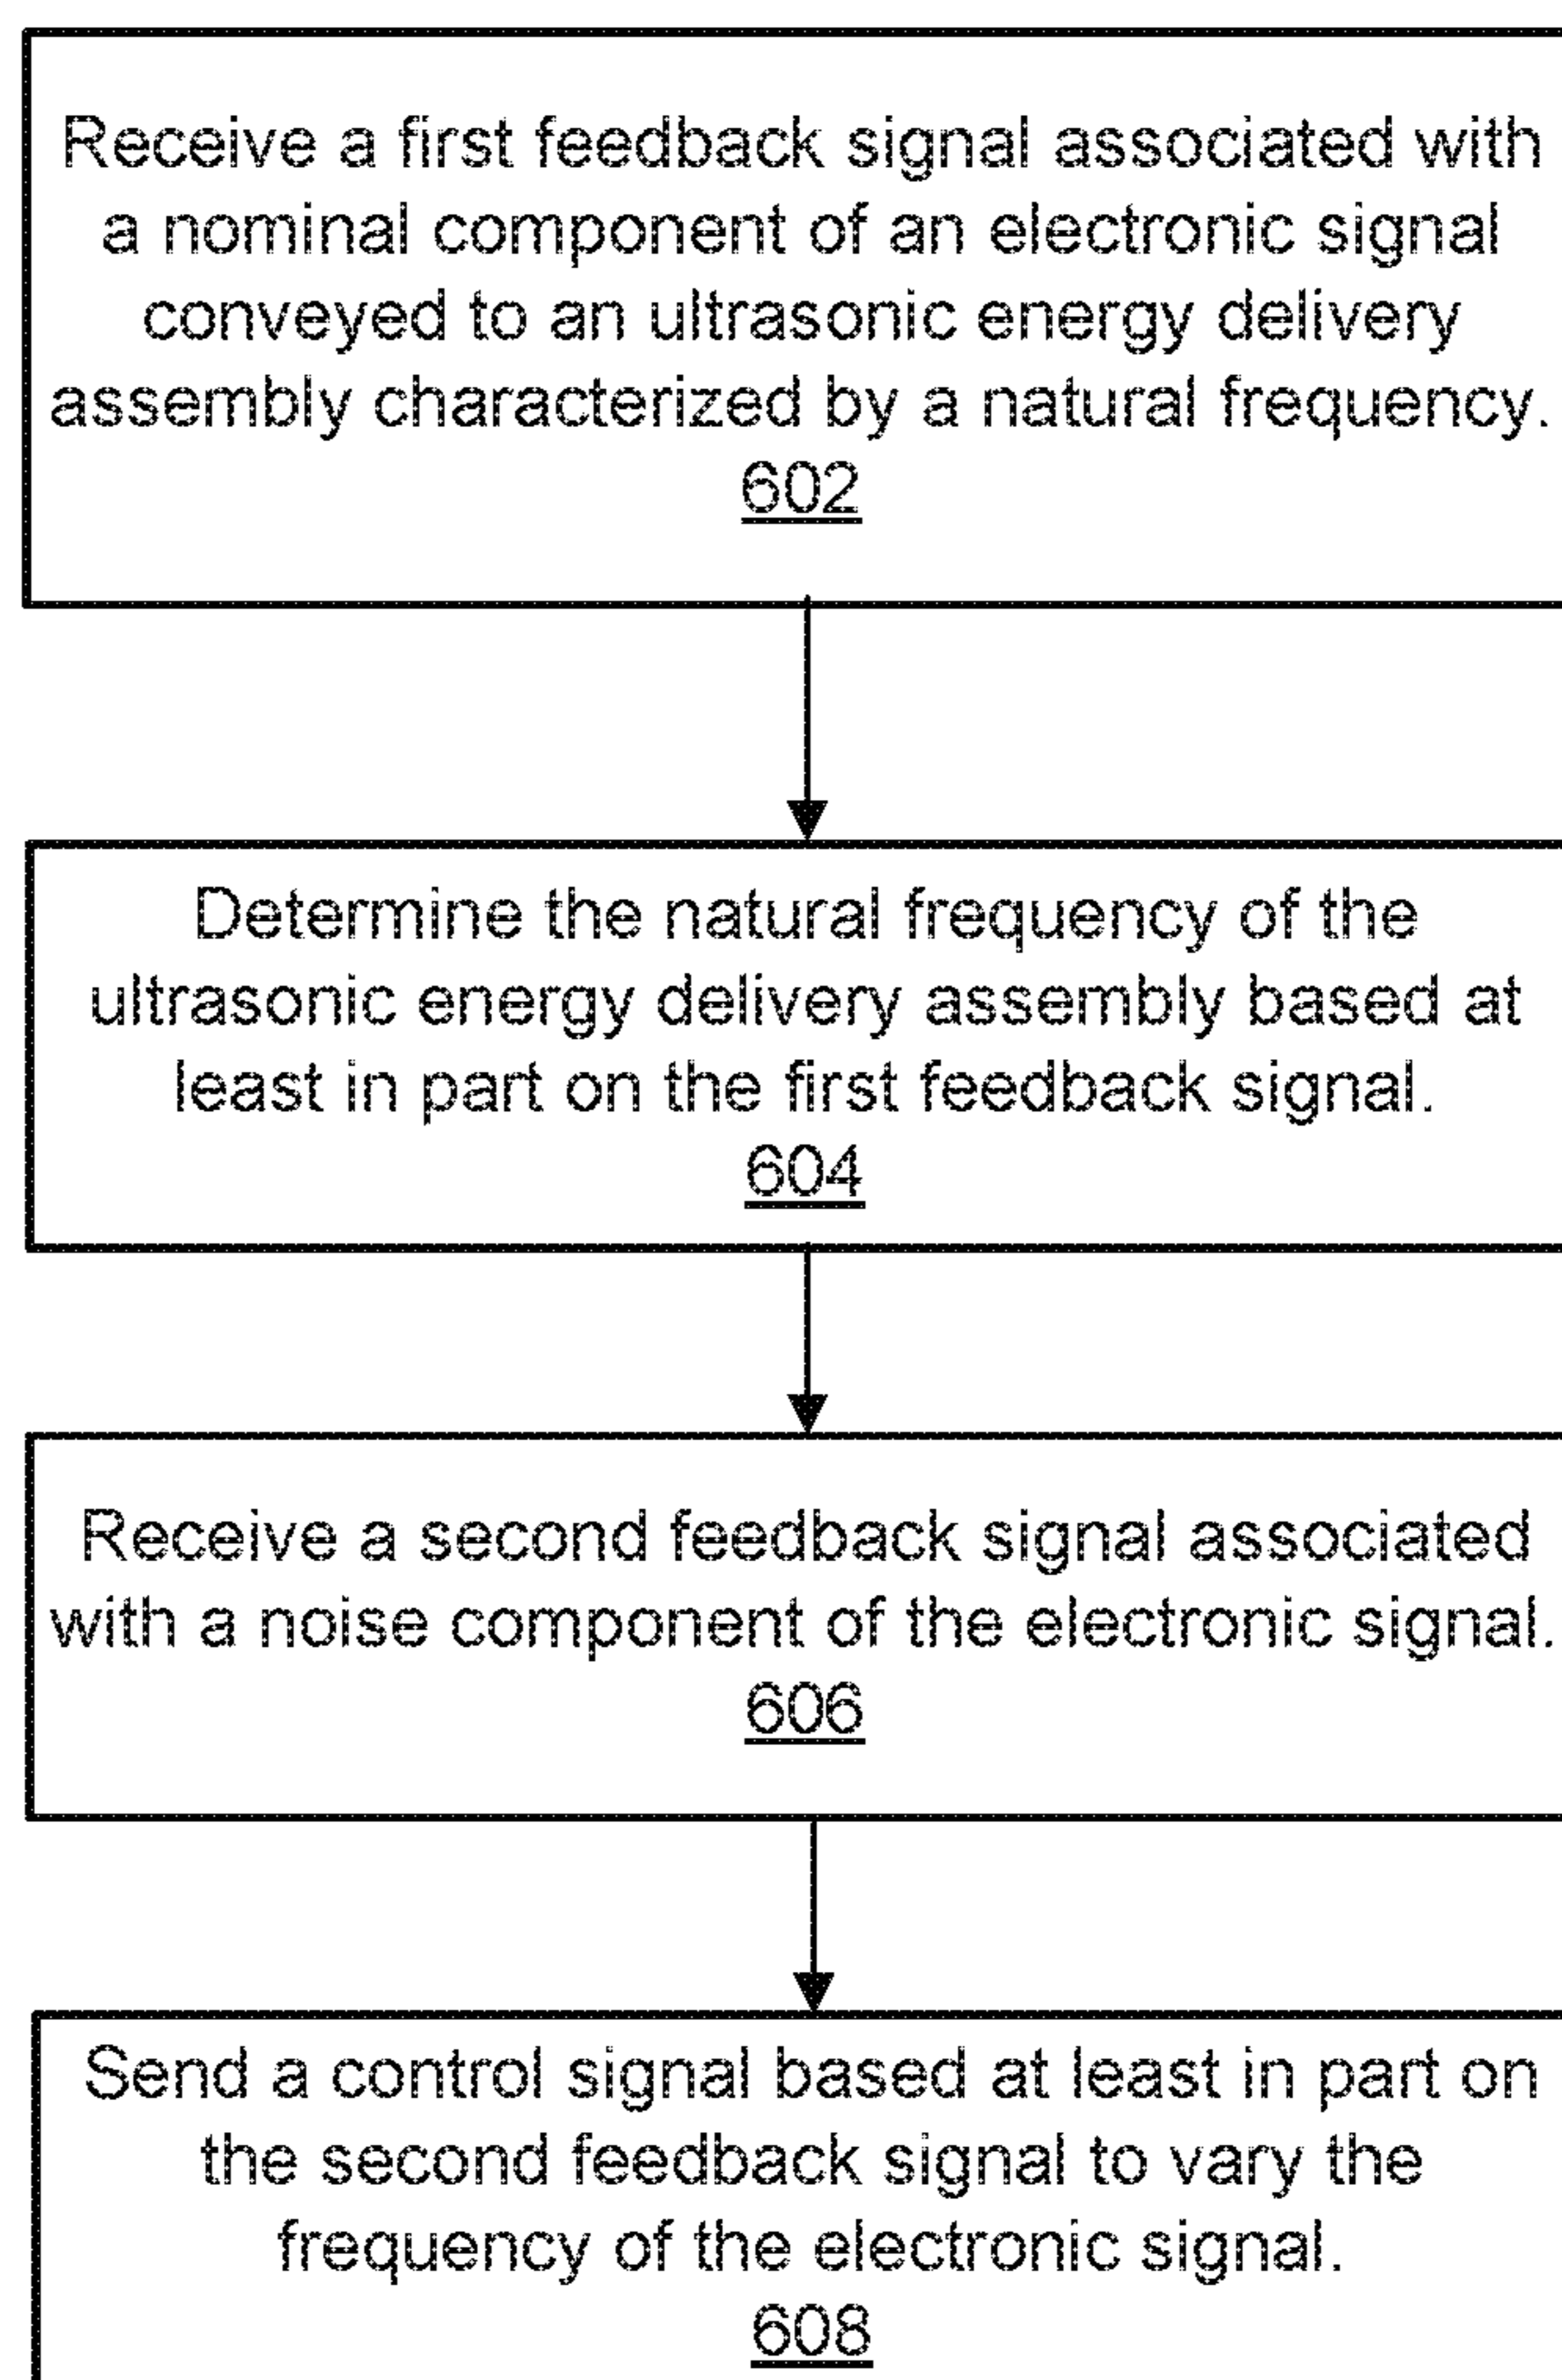 Receive a first feedback signal associated with
a nominal component of an electronic signal
conveyed to an ultrasonic energy delivery
assembly characterized by a natural frequency.
602
Determine the natural frequency of the
ultrasonic energy delivery assembly based at
least in part on the first feedback signal.
604
Receive a second feedback signal associated
with a noise component of the electronic signal.
606
Send a control signal based at least in part on
the second feedback signal to vary the
frequency of the electronic signal.
608